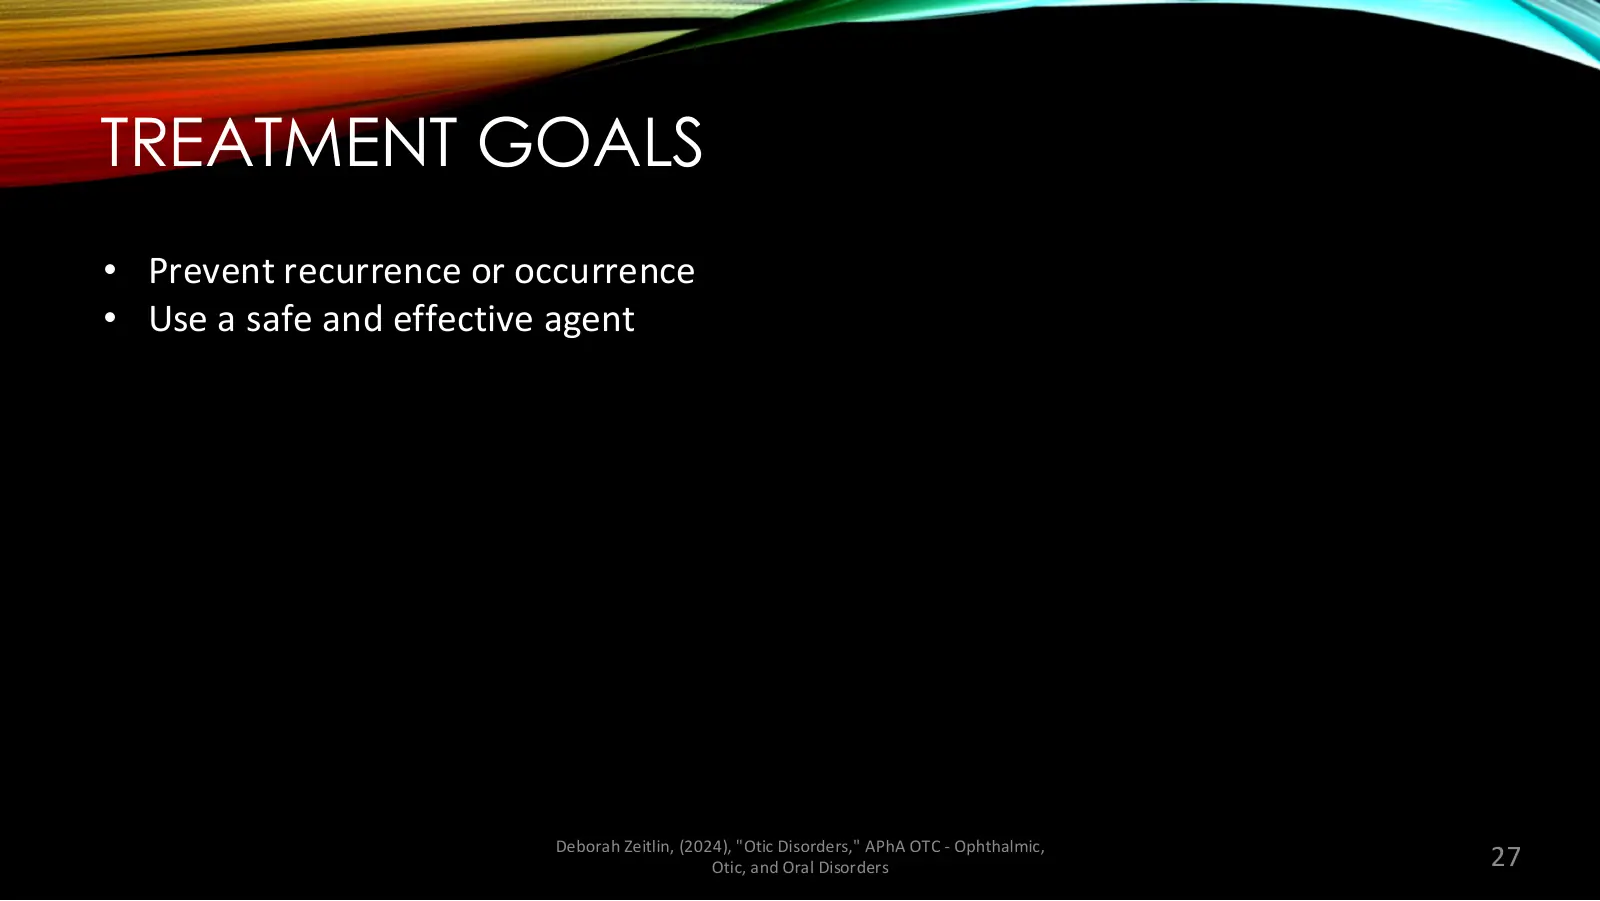 TREATMENT GOALS
• Prevent recurrence or occurrence
• Use a safe and effective agent
Deborah Zeitlin, (2024), "Otic Disorders," APhA OTC - Ophthalmic,
Otic, and Oral Disorders
27